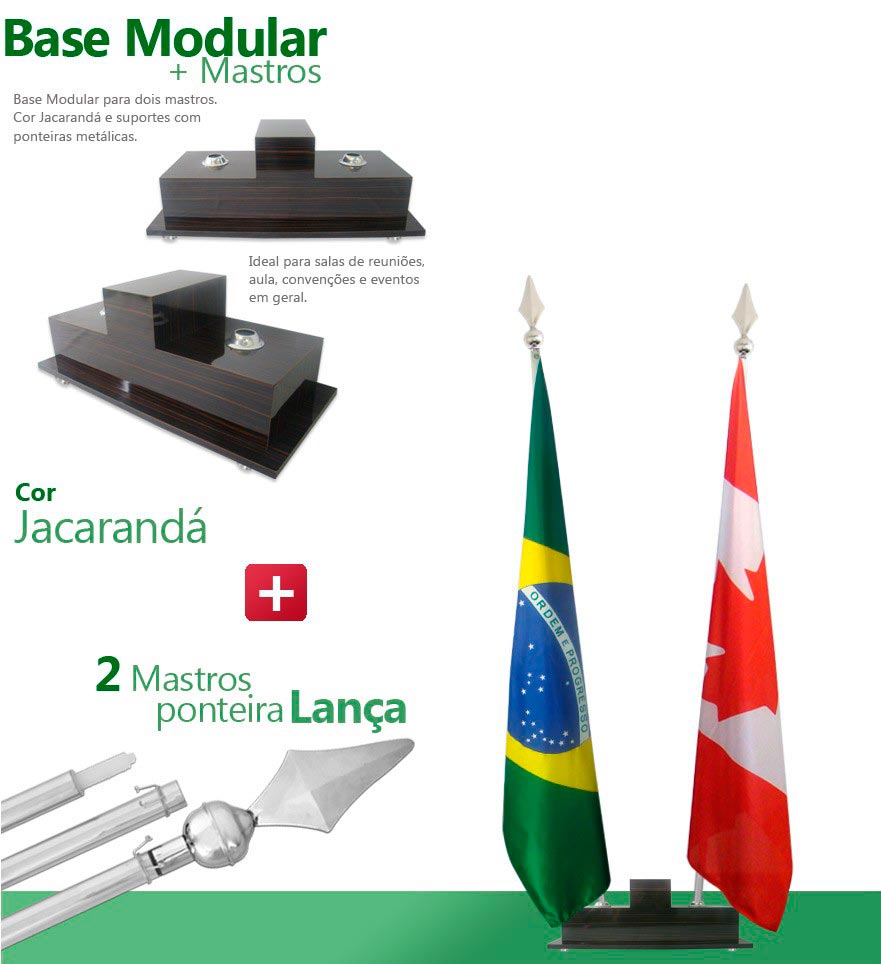 Base Modular
+ Mastros
Base Modular para dois mastros.
Cor Jacarandá e suportes com
ponteiras metálicas.
Ideal para salas de reuniões,
aula, convenções e eventos
em geral.
Cor
Jacarandá
+
2 Mastros
ponteira Lança
ORDEM E PROGRESSO